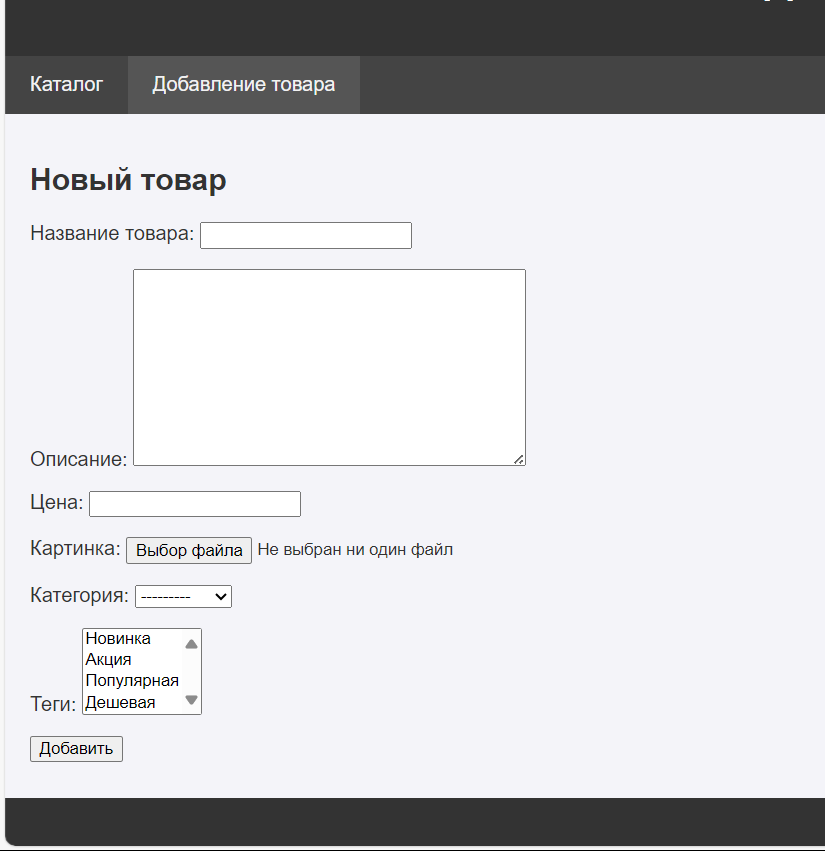 Каталог Добавление товара
Новый товар
Название товара:
Описание:
Цена:
Картинка: Выбор файла Не выбран ни один файл
Категория: ---------
Новинка
Акция
Популярная
Теги: Дешевая
Добавить